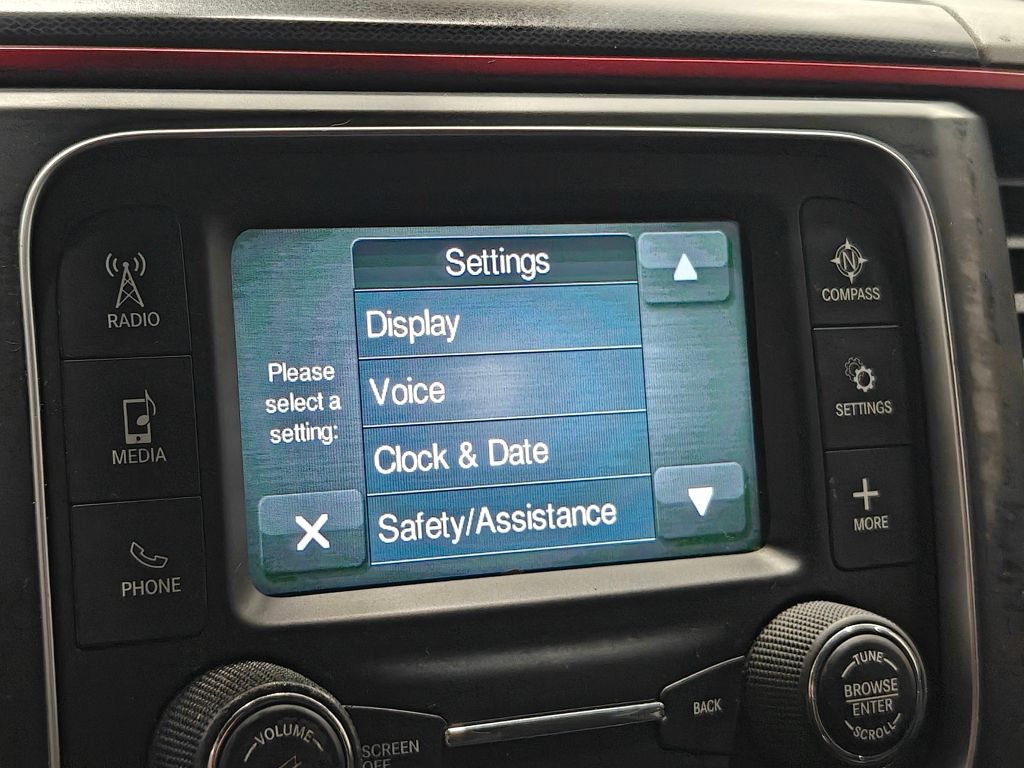 Settings
Display
Voice
Clock & Date
Safety/Assistance
Please
select a
setting:
RADIO
MEDIA
PHONE
N
COMPASS
SETTINGS
MORE
VOLUME
SCREEN
OFF
BACK
TUNE
BROWSE
ENTER
SCROLL